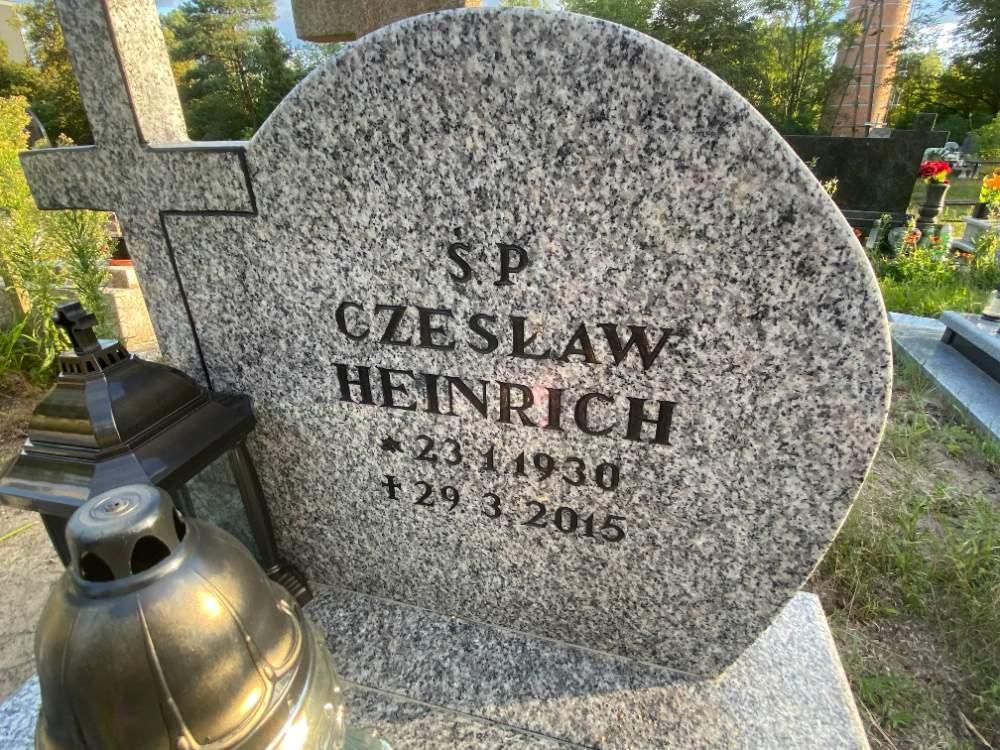 Ś P
CZESŁAW
HEINRICH
* 23 1 1930
✝ 29 3 2015